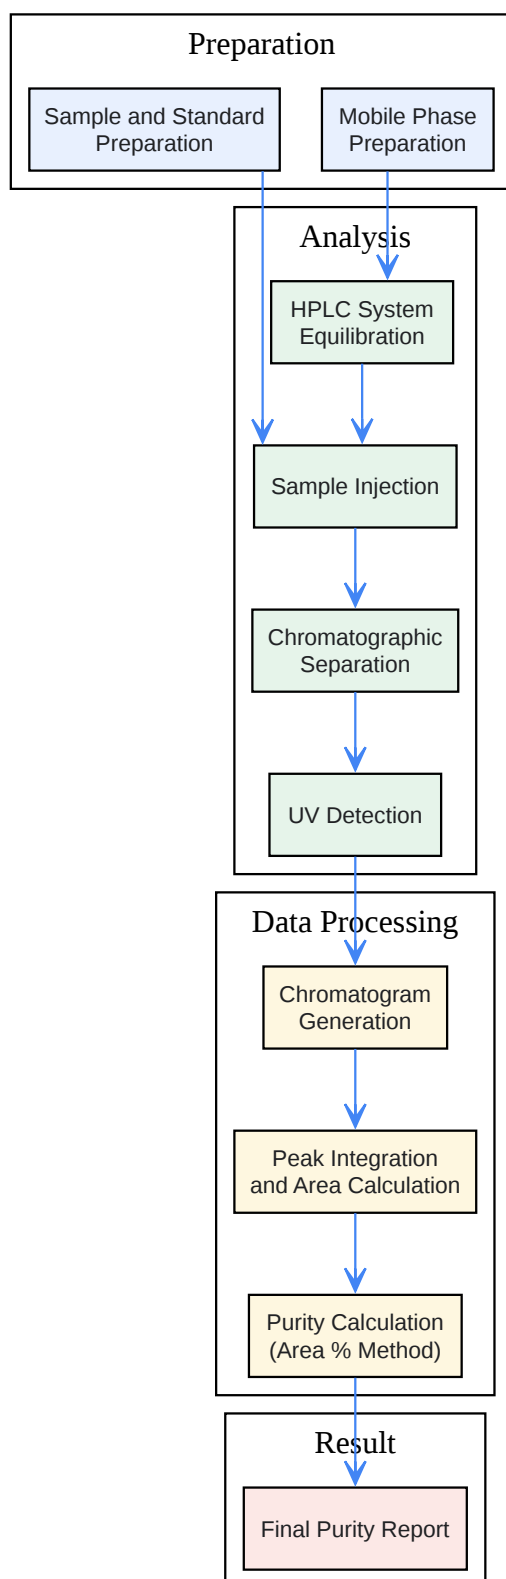 Preparation
Sample and Standard
Preparation
Mobile Phase
Preparation
Analysis
HPLC System
Equilibration
Sample Injection
Chromatographic
Separation
UV Detection
Data Processing
Chromatogram
Generation
Peak Integration
and Area Calculation
Purity Calculation
(Area % Method)
Result
Final Purity Report